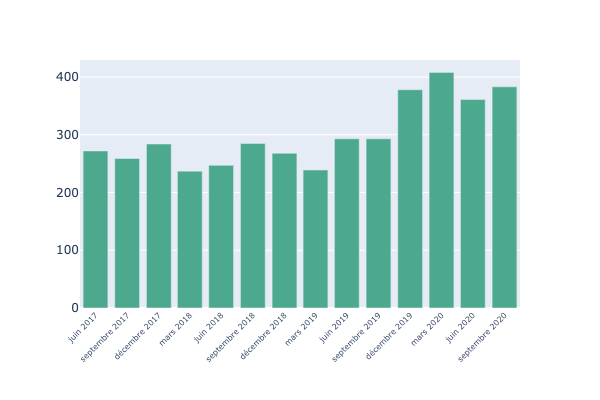 400
300
200
100
0
juin 2017
septembre 2017
décembre 2017
mars 2018
juin 2018
septembre 2018
décembre 2018
mars 2019
juin 2019
septembre 2019
décembre 2019
mars 2020
juin 2020
septembre 2020